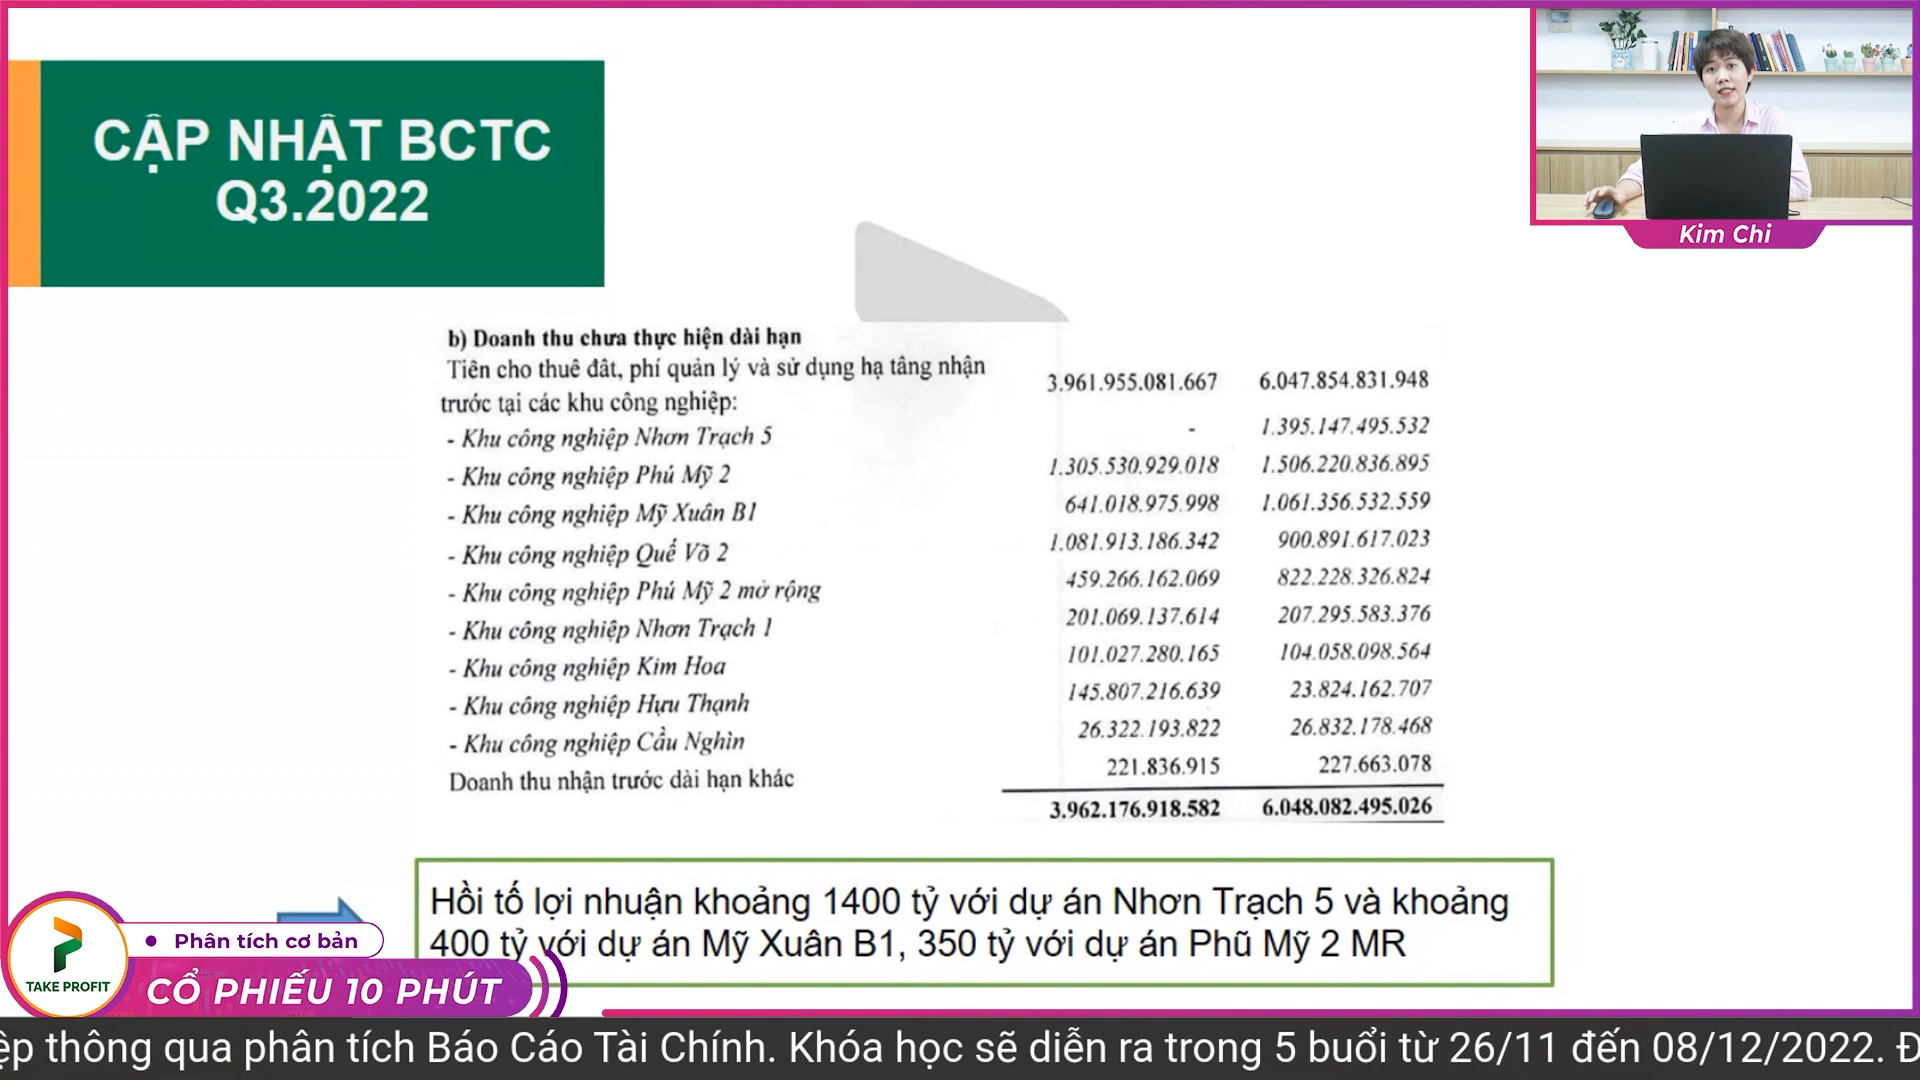 CẬP NHẬT BCTC
Q3.2022
Kim Chi
b) Doanh thu chưa thực hiện dài hạn
Tiên cho thuê đât, phí quản lý và sử dụng hạ tâng nhận 3.961.955.081.667 6.047.854.831.948
trước tại các khu công nghiệp:
- Khu công nghiệp Nhơn Trạch 5 - 1.395.147.495.532
- Khu công nghiệp Phú Mỹ 2 1.305.530.929.018 1.506.220.836.895
- Khu công nghiệp Mỹ Xuân B1 641.018.975.998 1.061.356.532.559
- Khu công nghiệp Quế Võ 2 1.081.913.186.342 900.891.617.023
- Khu công nghiệp Phú Mỹ 2 mở rộng 459.266.162.069 822.228.326.824
- Khu công nghiệp Nhơn Trạch 1 201.069.137.614 207.295.583.376
- Khu công nghiệp Kim Hoa 101.027.280.165 104.058.098.564
- Khu công nghiệp Hựu Thạnh 145.807.216.639 23.824.162.707
- Khu công nghiệp Cầu Nghìn 26.322.193.822 26.832.178.468
Doanh thu nhận trước dài hạn khác 221.836.915 227.663.078
3.962.176.918.582 6.048.082.495.026
Hồi tố lợi nhuận khoảng 1400 tỷ với dự án Nhơn Trạch 5 và khoảng
400 tỷ với dự án Mỹ Xuân B1, 350 tỷ với dự án Phũ Mỹ 2 MR
• Phân tích cơ bản
TAKE PROFIT
CỔ PHIẾU 10 PHÚT
ệp thông qua phân tích Báo Cáo Tài Chính. Khóa học sẽ diễn ra trong 5 buổi từ 26/11 đến 08/12/2022. Đ